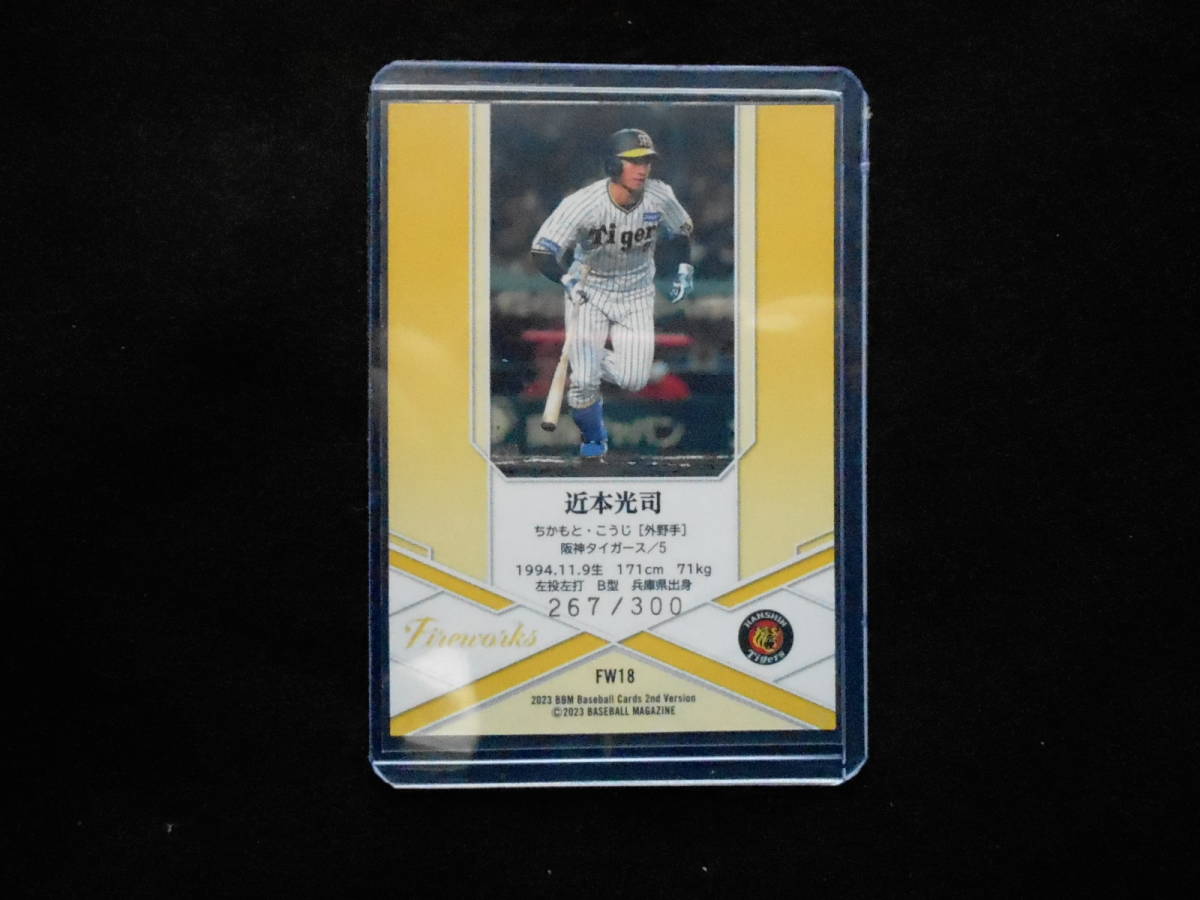 Tigers
近本光司
ちかもと・こうじ［外野手］
阪神タイガース／5
1994.11.9生 171cm 71kg
左投左打 B型 兵庫県出身
267/300
Fireworks
HANSHIN
Tigers
FW18
2023 BBM Baseball Cards 2nd Version
©2023 BASEBALL MAGAZINE